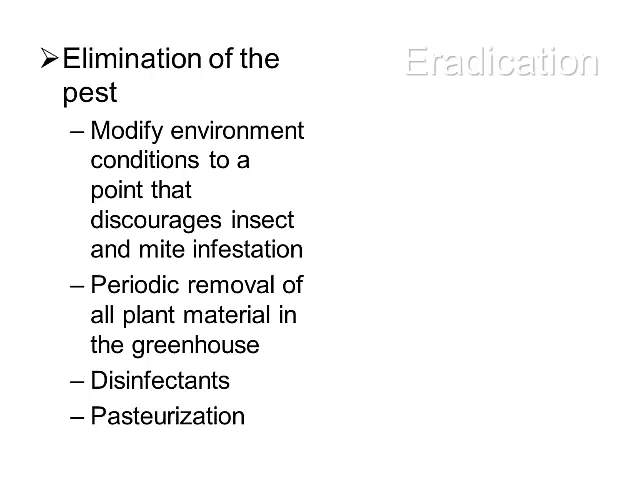 Eradication
➢Elimination of the
pest
– Modify environment
conditions to a
point that
discourages insect
and mite infestation
– Periodic removal of
all plant material in
the greenhouse
– Disinfectants
– Pasteurization